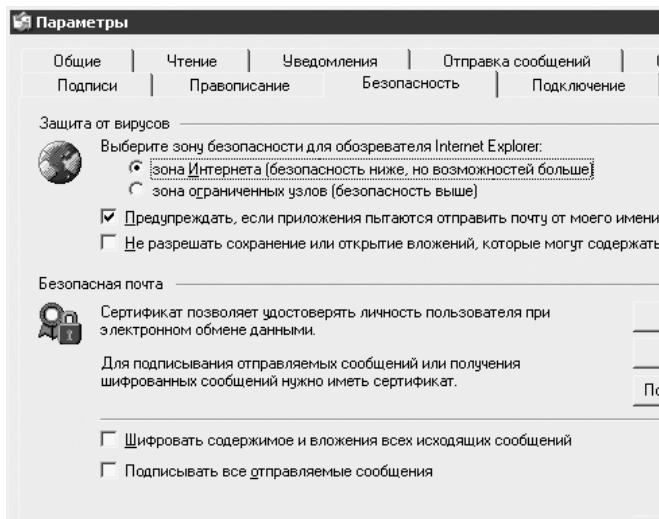 Параметры
Общие Чтение Уведомления Отправка сообщений
Подписи Правописание Безопасность Подключение
Защита от вирусов
Выберите зону безопасности для обозревателя Internet Explorer:
зона Интернета (безопасность ниже, но возможностей больше)
зона ограниченных узлов (безопасность выше)
Предупреждать, если приложения пытаются отправить почту от моего имени
Не разрешать сохранение или открытие вложений, которые могут содержать
Безопасная почта
Сертификат позволяет удостоверять личность пользователя при
электронном обмене данными.
Для подписывания отправляемых сообщений или получения
шифрованных сообщений нужно иметь сертификат.
Шифровать содержимое и вложения всех исходящих сообщений
Подписывать все отправляемые сообщения